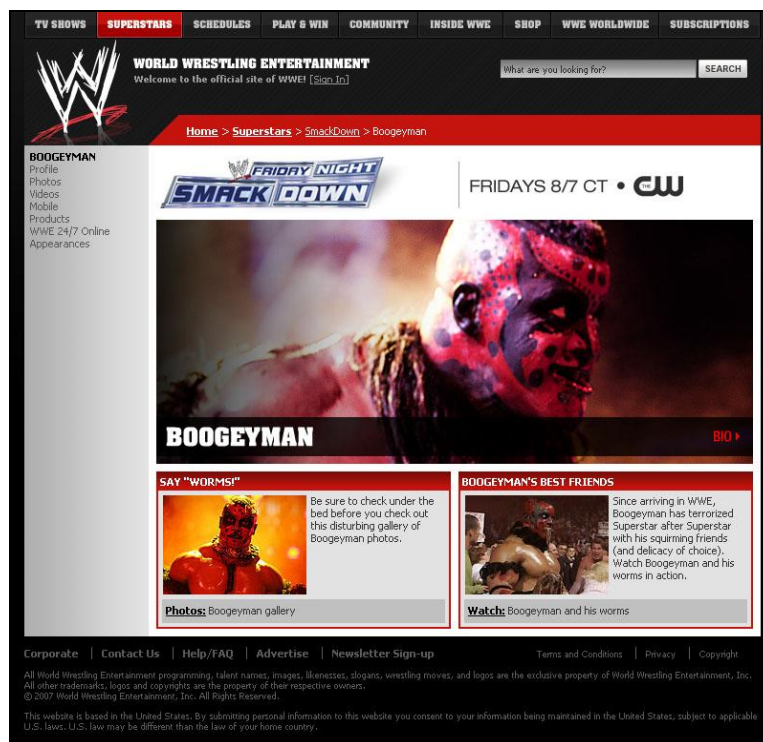 TV SHOWS SUPERSTARS SCHEDULES PLAY & WIN COMMUNITY INSIDE WWE SHOP WWE WORLDWIDE SUBSCRIPTIONS
WORLD WRESTLING ENTERTAINMENT
Welcome to the official site of WWE! [Sign In]
What are you looking for? SEARCH
Home > Superstars > SmackDown > Boogeyman
BOOGEYMAN
Profile
Photos
Videos
Mobile
Products
WWE 24/7 Online
Appearances
FRIDAY NIGHT
SMACK DOWN
FRIDAYS 8/7 CT • THE CW
BOOGEYMAN
BIO
SAY "WORMS!"
Be sure to check under the
bed before you check out
this disturbing gallery of
Boogeyman photos.
Photos: Boogeyman gallery
BOOGEYMAN'S BEST FRIENDS
Since arriving in WWE,
Boogeyman has terrorized
Superstar after Superstar
with his squirming friends
(and delicacy of choice).
Watch Boogeyman and his
worms in action.
Watch: Boogeyman and his worms
Corporate | Contact Us | Help/FAQ | Advertise | Newsletter Sign-up
Terms and Conditions | Privacy | Copyright
All World Wrestling Entertainment programming, talent names, images, likenesses, slogans, wrestling moves, and logos are the exclusive property of World Wrestling Entertainment, Inc.
All other trademarks, logos and copyrights are the property of their respective owners.
© 2007 World Wrestling Entertainment, Inc. All Rights Reserved.
This website is based in the United States. By submitting personal information to this website you consent to your information being maintained in the United States, subject to applicable
U.S. laws. U.S. law may be different than the law of your home country.